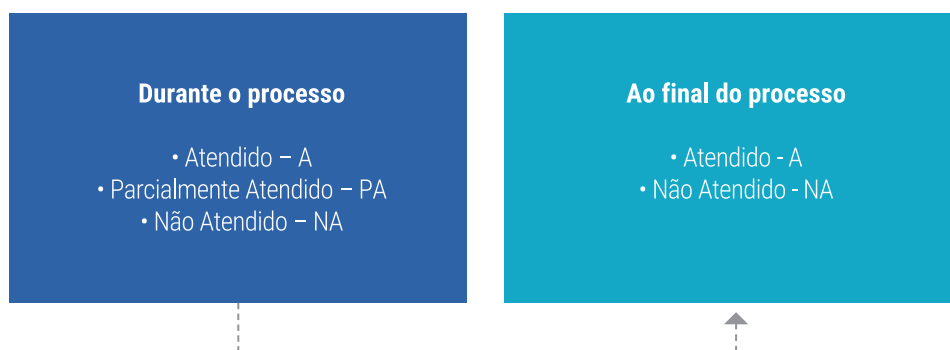 Durante o processo
• Atendido – A
• Parcialmente Atendido – PA
• Não Atendido – NA
Ao final do processo
• Atendido - A
• Não Atendido - NA